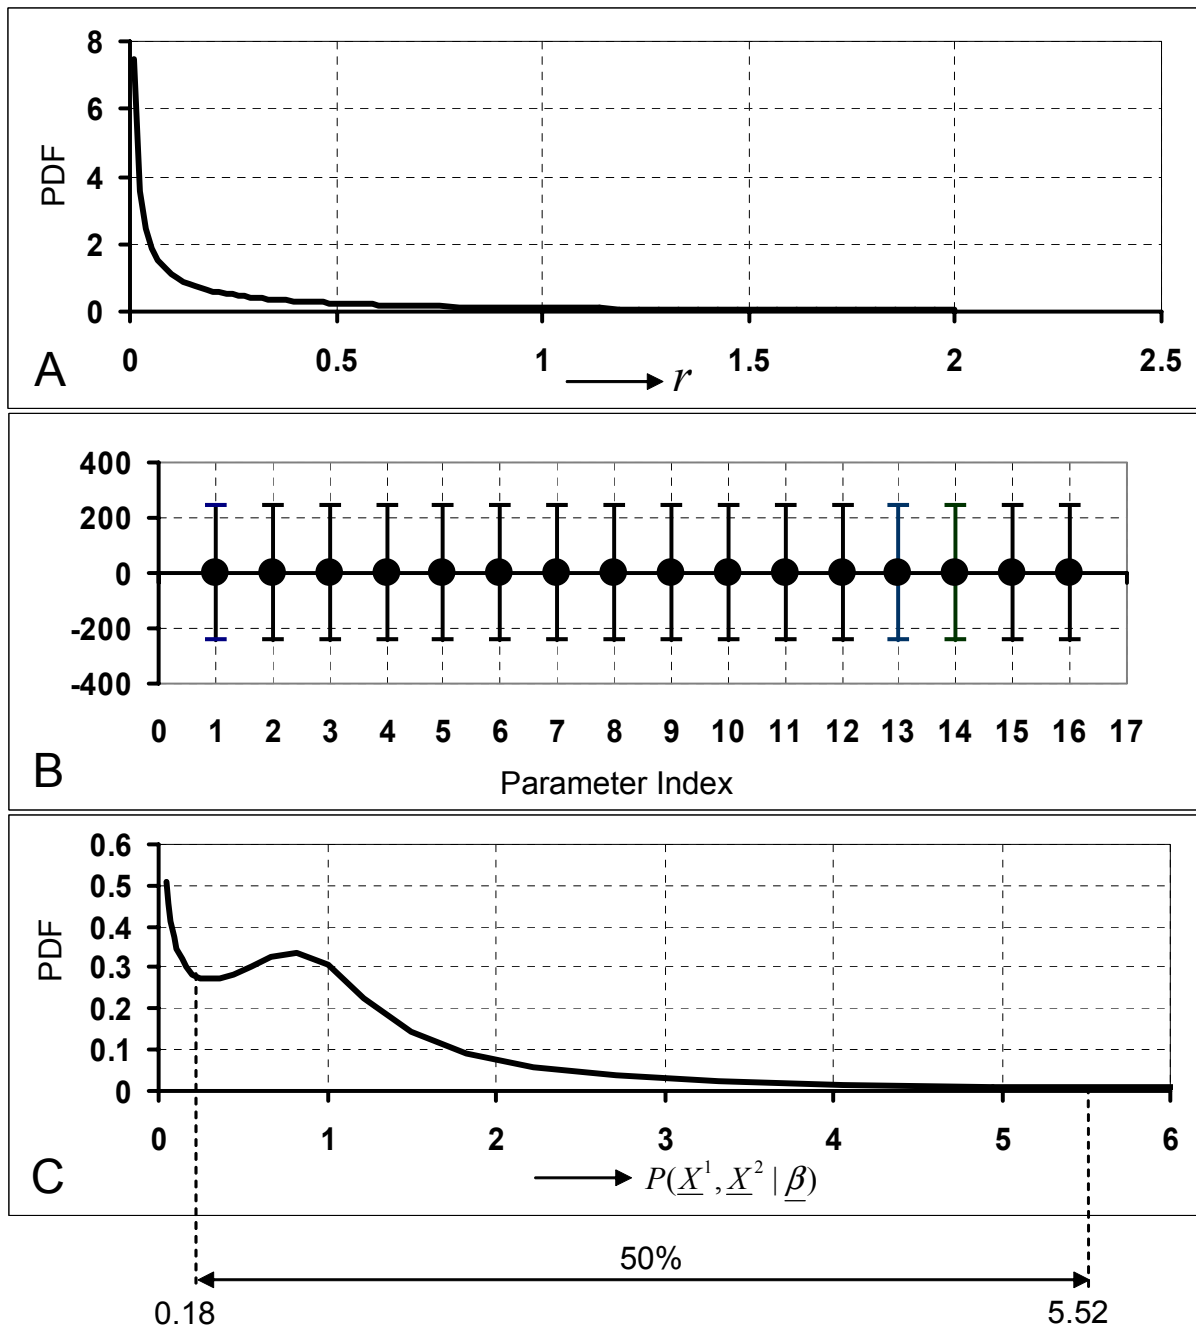 8
6
4
2
0
PDF
0 0.5 1 1.5 2 2.5
A
r
400
200
0
-200
-400
0 1 2 3 4 5 6 7 8 9 10 11 12 13 14 15 16 17
B
Parameter Index
0.6
0.5
0.4
0.3
0.2
0.1
0
PDF
0 1 2 3 4 5 6
C
P(X¹, X² | β)
50%
0.18 5.52